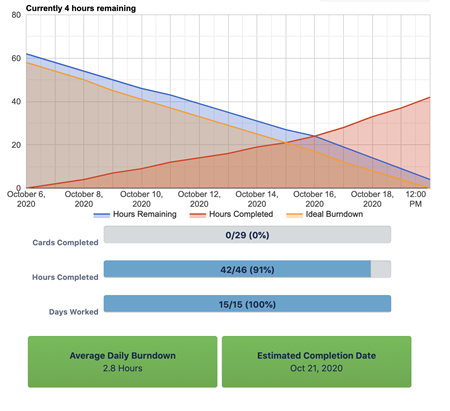 Currently 4 hours remaining
80
60
40
20
0
October 6, 2020
October 8, 2020
October 10, 2020
October 12, 2020
October 14, 2020
October 16, 2020
October 18, 2020
12:00 PM
Hours Remaining
Hours Completed
Ideal Burndown
Cards Completed
0/29 (0%)
Hours Completed
42/46 (91%)
Days Worked
15/15 (100%)
Average Daily Burndown
2.8 Hours
Estimated Completion Date
Oct 21, 2020